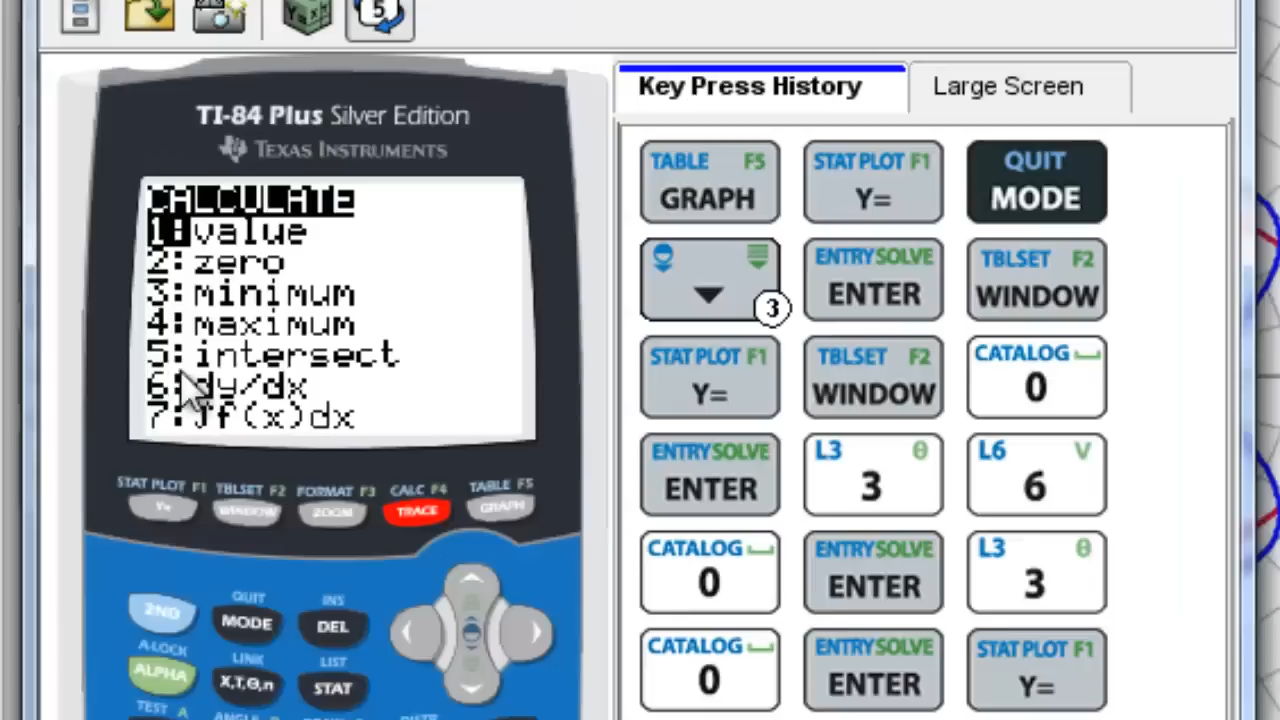 5
Key Press History
Large Screen
TI-84 Plus Silver Edition
TEXAS INSTRUMENTS
CALCULATE
1:value
2:zero
3:minimum
4:maximum
5:intersect
6:dy/dx
7:∫f(x)dx
STAT PLOT F1 TBLSET F2 FORMAT F3 CALC F4 TABLE F5
Y= WINDOW ZOOM TRACE GRAPH
QUIT INS
2ND MODE DEL
A-LOCK LINK LIST
ALPHA X,T,Θ,n STAT
TEST A
TABLE F5
GRAPH
STAT PLOT F1
Y=
QUIT
MODE
3
ENTRY SOLVE
ENTER
TBLSET F2
WINDOW
STAT PLOT F1
Y=
TBLSET F2
WINDOW
CATALOG
0
ENTRY SOLVE
ENTER
L3 θ
3
L6 V
6
CATALOG
0
ENTRY SOLVE
ENTER
L3 θ
3
CATALOG
0
ENTRY SOLVE
ENTER
STAT PLOT F1
Y=